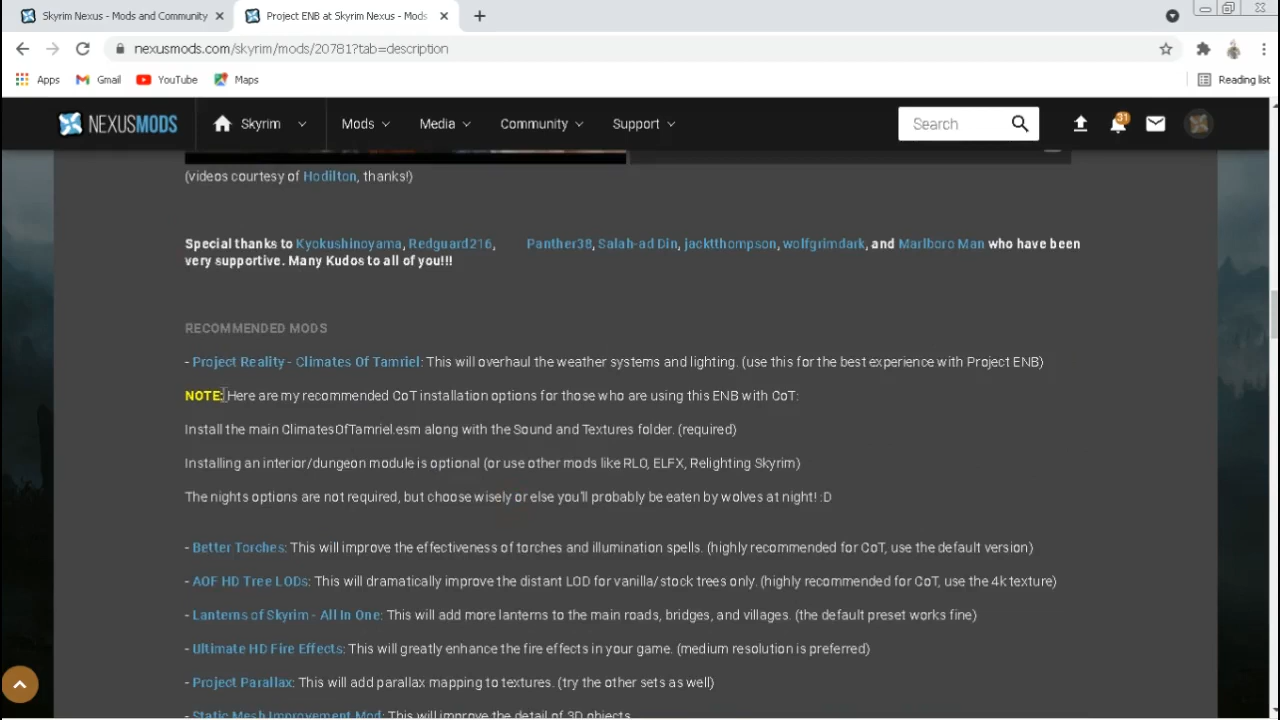 Skyrim Nexus - Mods and Community
Project ENB at Skyrim Nexus - Mods
nexusmods.com/skyrim/mods/20781?tab=description
Apps Gmail YouTube Maps Reading list
NEXUSMODS Skyrim Mods Media Community Support Search 31
(videos courtesy of Hodilton, thanks!)
Special thanks to Kyokushinoyama, Redguard216, Panther38, Salah-ad Din, jacktthompson, wolfgrimdark, and Marlboro Man who have been
very supportive. Many Kudos to all of you!!!
RECOMMENDED MODS
- Project Reality - Climates Of Tamriel: This will overhaul the weather systems and lighting. (use this for the best experience with Project ENB)
NOTE: Here are my recommended CoT installation options for those who are using this ENB with CoT:
Install the main ClimatesOfTamriel.esm along with the Sound and Textures folder. (required)
Installing an interior/dungeon module is optional (or use other mods like RLO, ELFX, Relighting Skyrim)
The nights options are not required, but choose wisely or else you'll probably be eaten by wolves at night! :D
- Better Torches: This will improve the effectiveness of torches and illumination spells. (highly recommended for CoT, use the default version)
- AOF HD Tree LODs: This will dramatically improve the distant LOD for vanilla/stock trees only. (highly recommended for CoT, use the 4k texture)
- Lanterns of Skyrim - All In One: This will add more lanterns to the main roads, bridges, and villages. (the default preset works fine)
- Ultimate HD Fire Effects: This will greatly enhance the fire effects in your game. (medium resolution is preferred)
- Project Parallax: This will add parallax mapping to textures. (try the other sets as well)
- Static Mesh Improvement Mod: This will improve the detail of 3D objects.